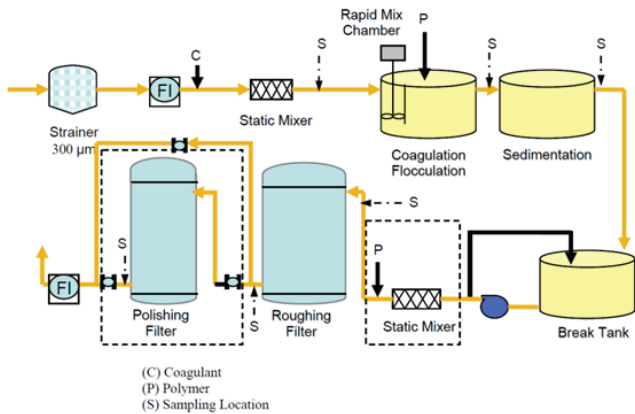 Rapid Mix
Chamber
P
S
S
C
S
FI
Strainer
300 µm
Static Mixer
Coagulation
Flocculation
Sedimentation
S
P
S
S
FI
Polishing
Filter
Roughing
Filter
Static Mixer
Break Tank
(C) Coagulant
(P) Polymer
(S) Sampling Location